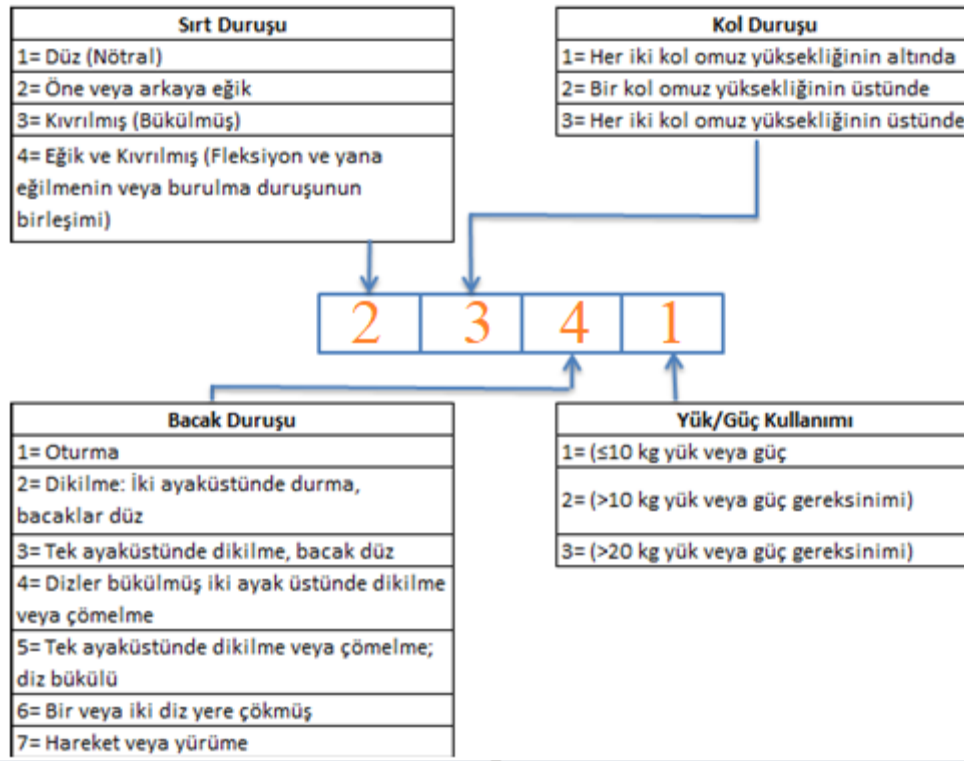 Sırt Duruşu
1= Düz (Nötral)
2= Öne veya arkaya eğik
3= Kıvrılmış (Bükülmüş)
4= Eğik ve Kıvrılmış (Fleksiyon ve yana
eğilmenin veya burulma duruşunun
birleşimi)
Kol Duruşu
1= Her iki kol omuz yüksekliğinin altında
2= Bir kol omuz yüksekliğinin üstünde
3= Her iki kol omuz yüksekliğinin üstünde
2 3 4 1
Bacak Duruşu
1= Oturma
2= Dikilme: İki ayaküstünde durma,
bacaklar düz
3= Tek ayaküstünde dikilme, bacak düz
4= Dizler bükülmüş iki ayak üstünde dikilme
veya çömelme
5= Tek ayaküstünde dikilme veya çömelme;
diz bükülü
6= Bir veya iki diz yere çökmüş
7= Hareket veya yürüme
Yük/Güç Kullanımı
1= (≤10 kg yük veya güç
2= (>10 kg yük veya güç gereksinimi)
3= (>20 kg yük veya güç gereksinimi)